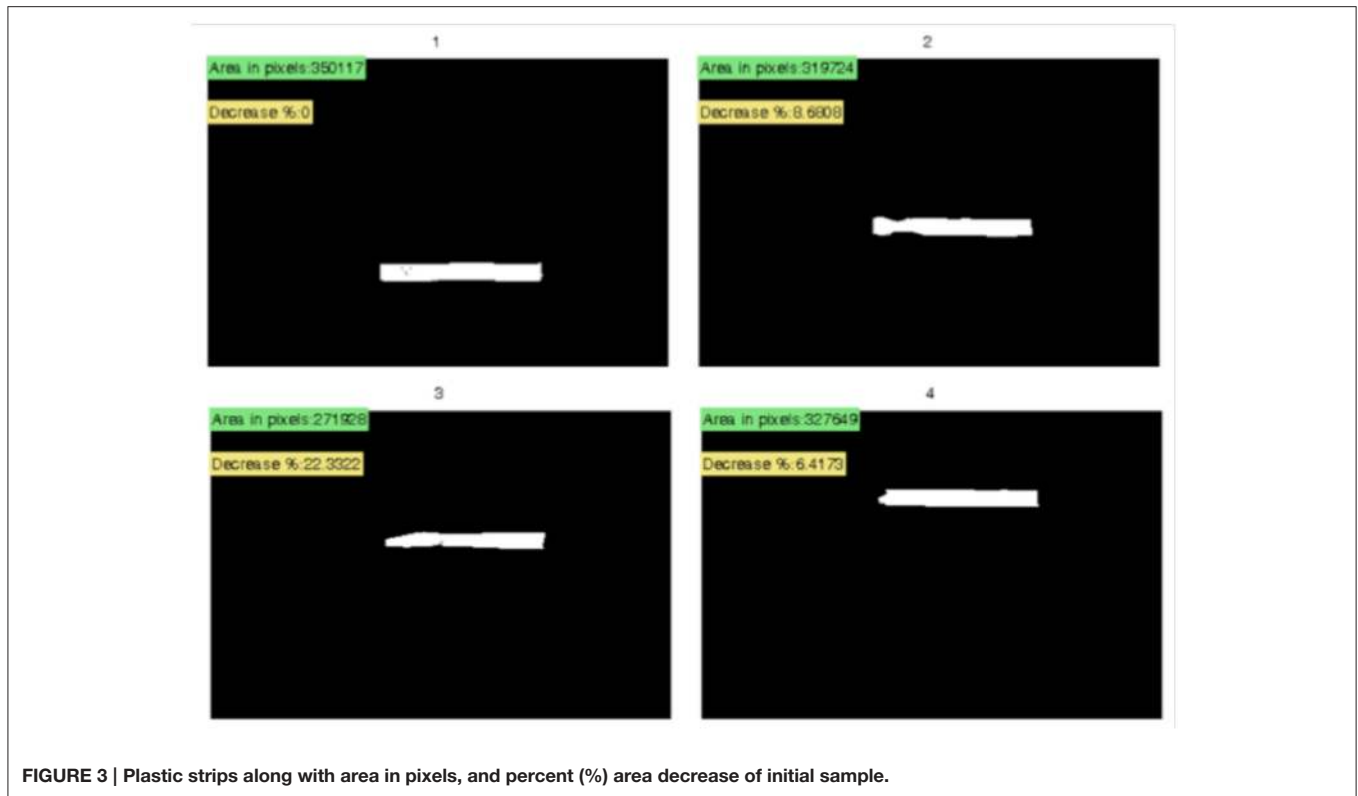 1
Area in pixels:350117
Decrease %:0
2
Area in pixels:319724
Decrease %:8.6808
3
Area in pixels:271928
Decrease %:22.3322
4
Area in pixels:327649
Decrease %:6.4173
FIGURE 3 | Plastic strips along with area in pixels, and percent (%) area decrease of initial sample.